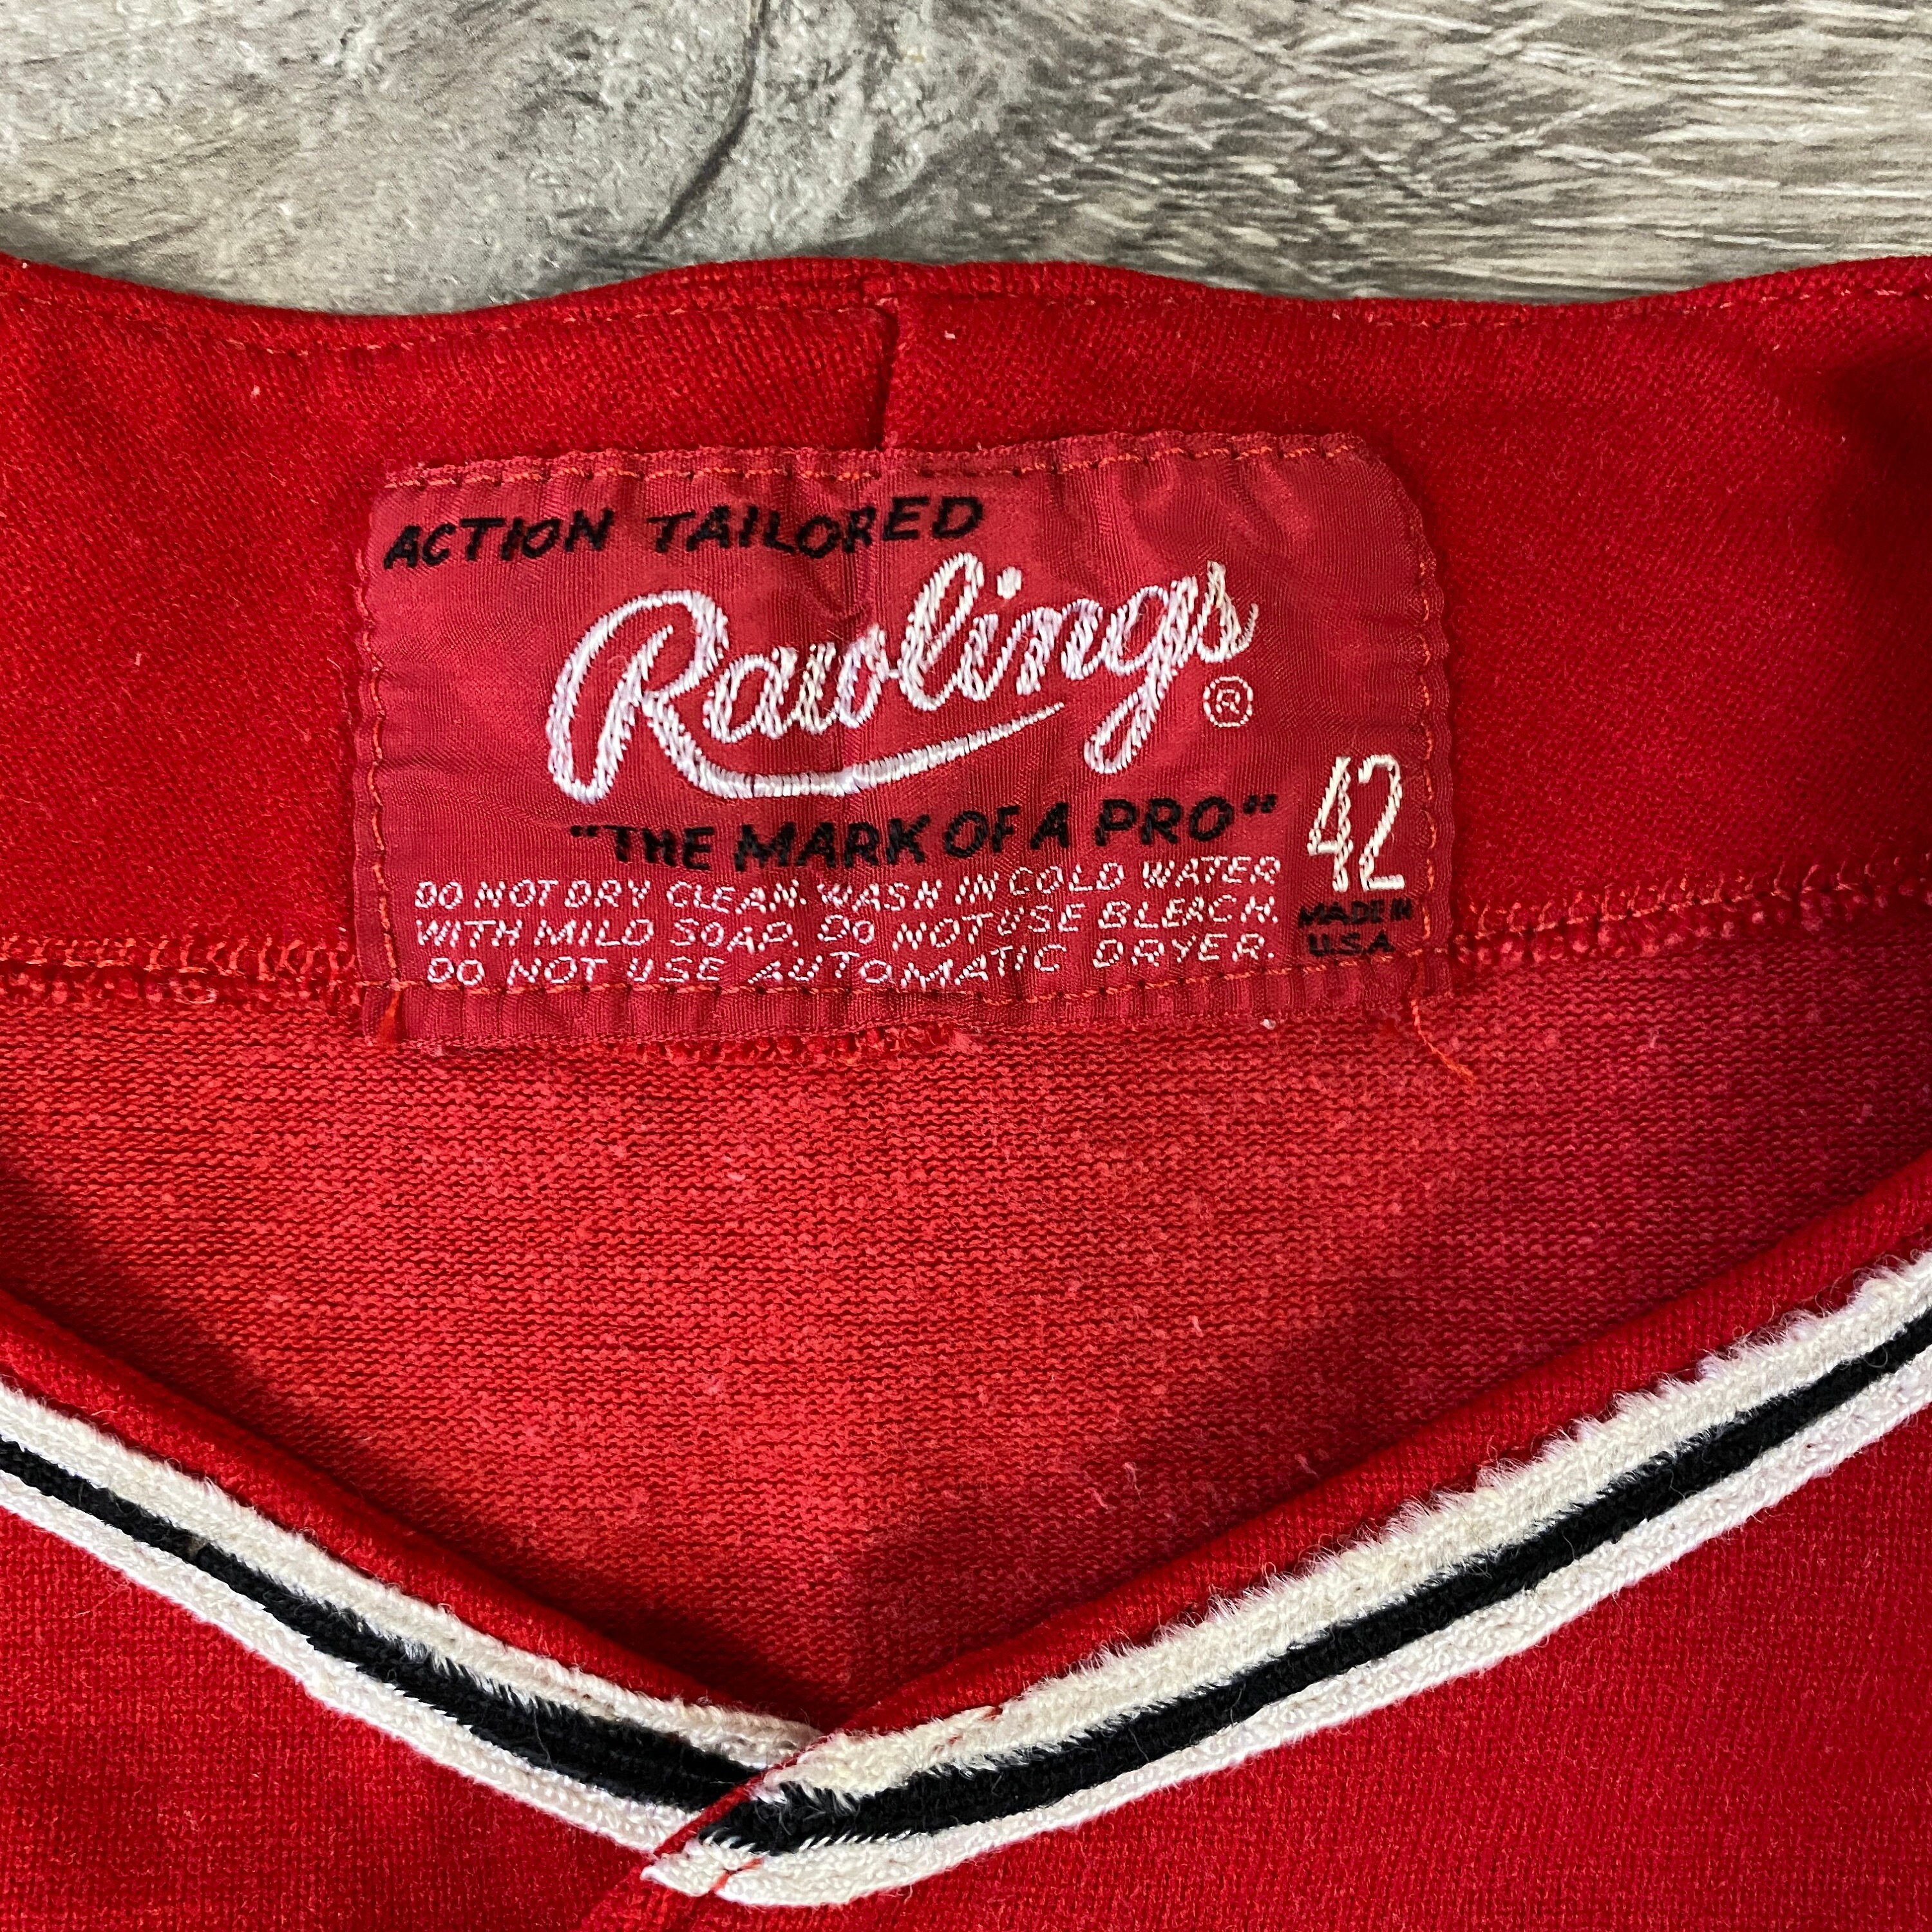 ACTION TAILORED
Rawlings ®
"THE MARK OF A PRO"
42
DO NOT DRY CLEAN. WASH IN COLD WATER
WITH MILD SOAP. DO NOT USE BLEACH.
DO NOT USE AUTOMATIC DRYER.
MADE IN
U.S.A.